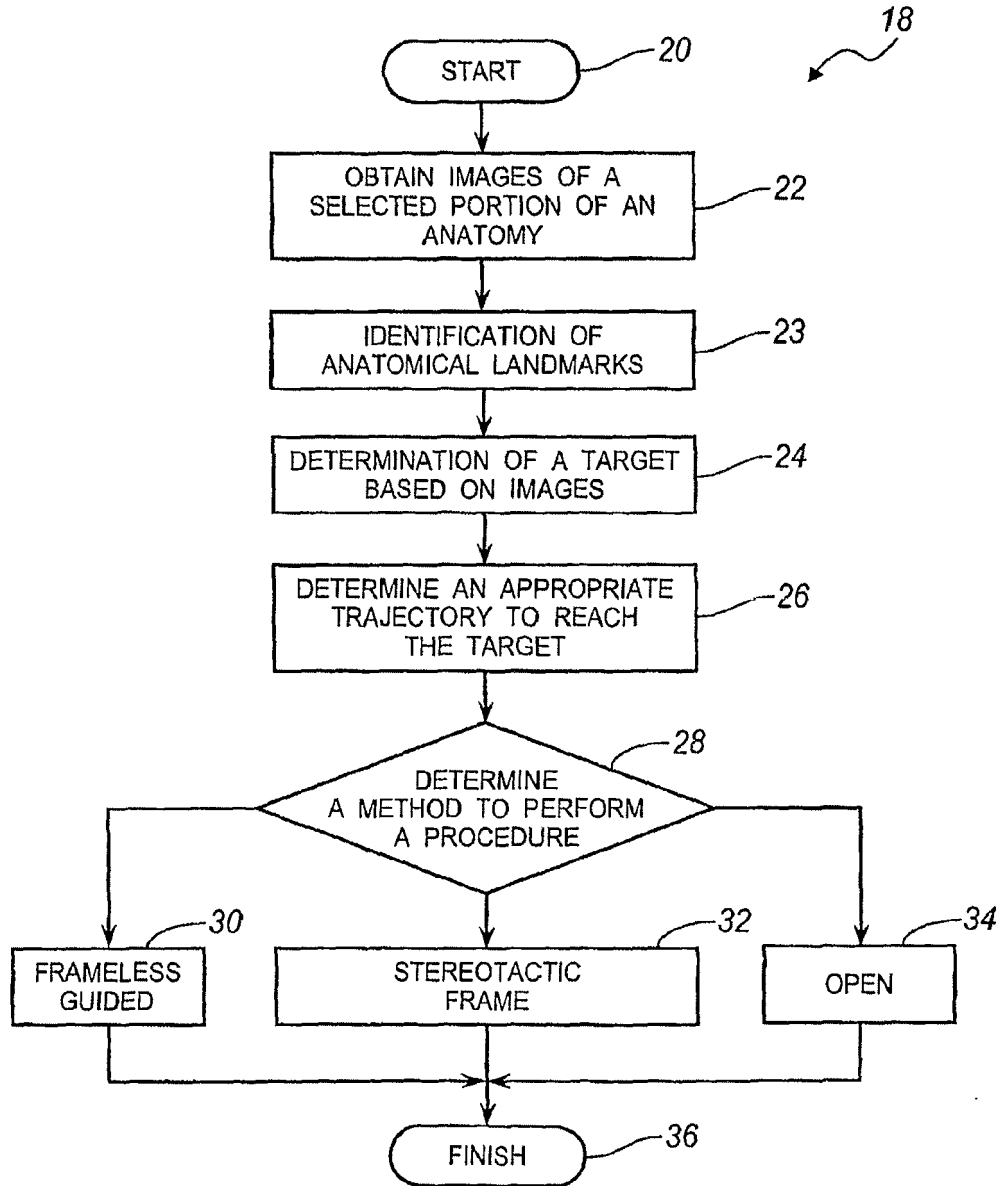 18
START
20
OBTAIN IMAGES OF A
SELECTED PORTION OF AN
ANATOMY
22
IDENTIFICATION OF
ANATOMICAL LANDMARKS
23
DETERMINATION OF A TARGET
BASED ON IMAGES
24
DETERMINE AN APPROPRIATE
TRAJECTORY TO REACH
THE TARGET
26
28
DETERMINE
A METHOD TO PERFORM
A PROCEDURE
30
FRAMELESS
GUIDED
32
STEREOTACTIC
FRAME
34
OPEN
FINISH
36